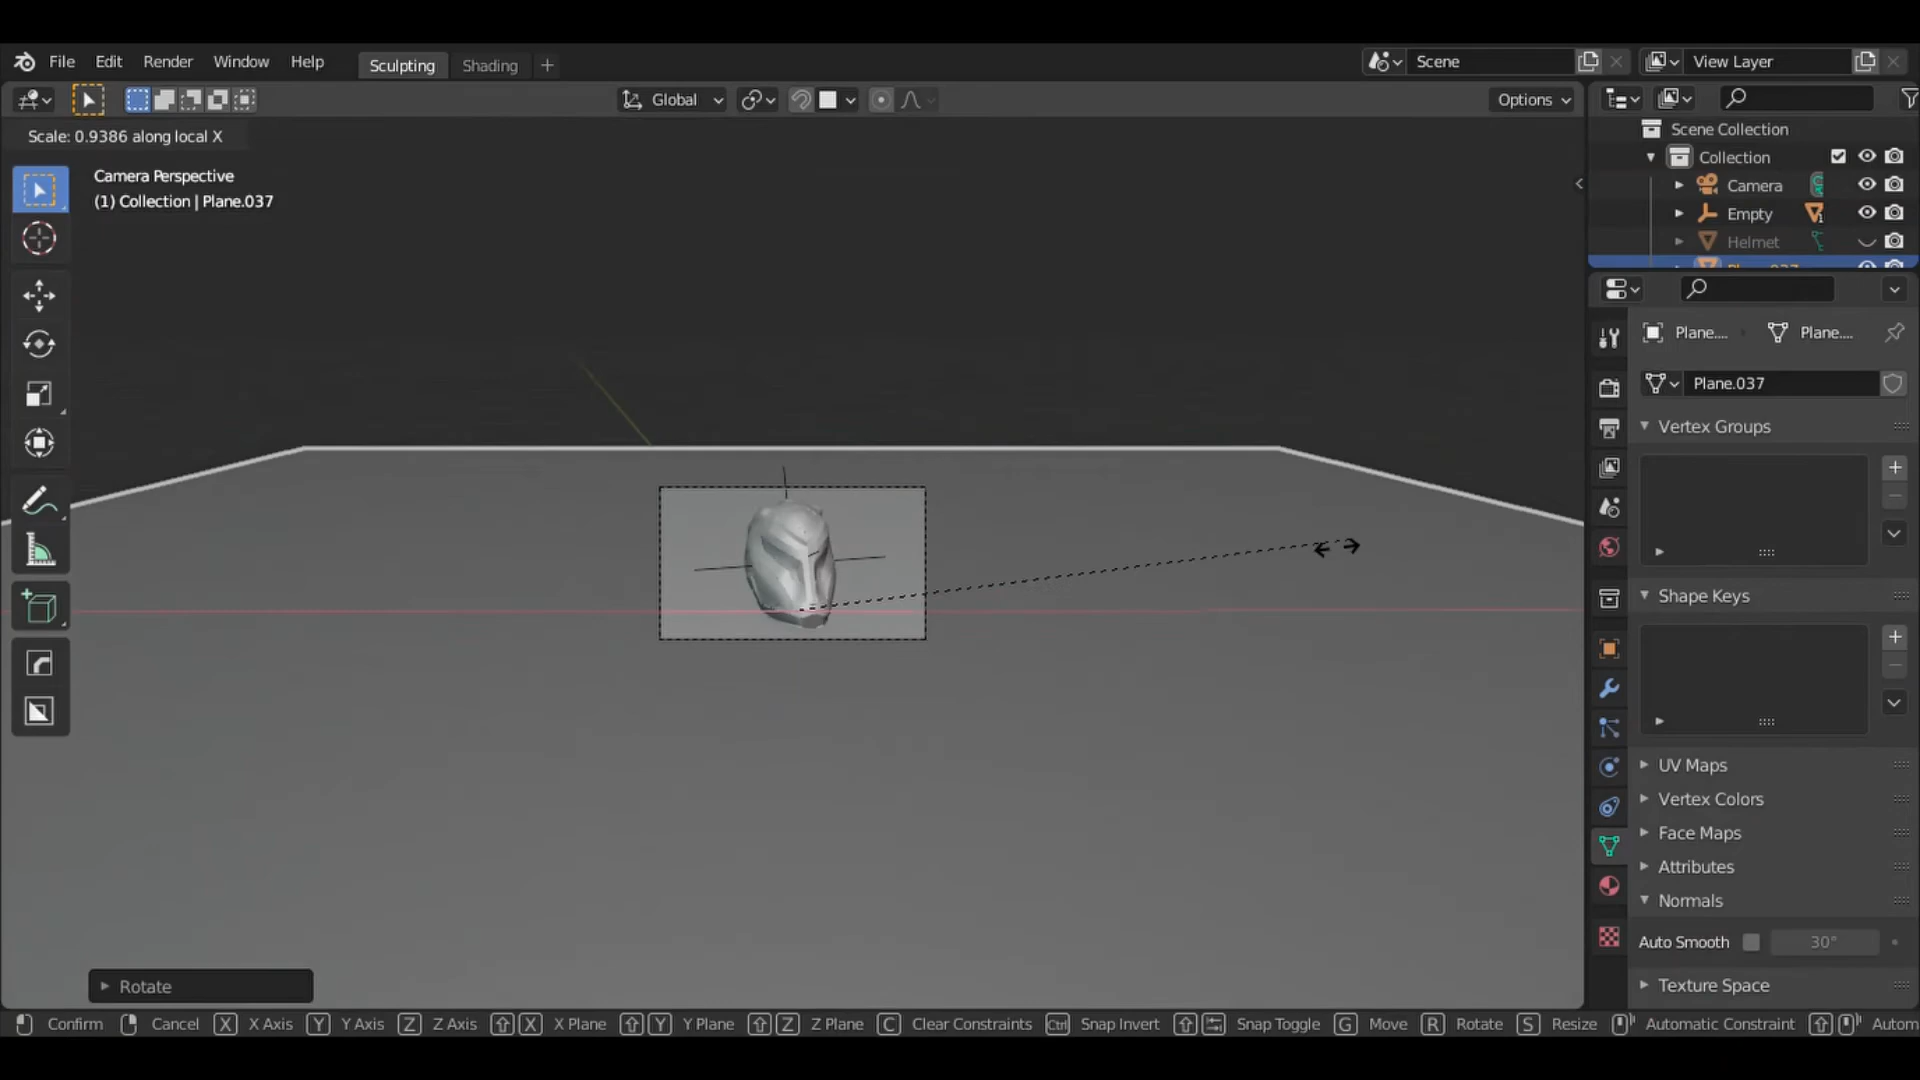 File Edit Render Window Help Sculpting Shading + Scene View Layer
Global Options
Scale: 0.9386 along local X
Camera Perspective
(1) Collection | Plane.037
Scene Collection
Collection
Camera
Empty 1
Helmet
Plane.... Plane....
Plane.037
Vertex Groups
Shape Keys
UV Maps
Vertex Colors
Face Maps
Attributes
Normals
Auto Smooth 30°
Texture Space
Rotate
Confirm Cancel X X Axis Y Y Axis Z Z Axis X X Plane Y Y Plane Z Z Plane C Clear Constraints Ctrl Snap Invert Snap Toggle G Move R Rotate S Resize Automatic Constraint Autom